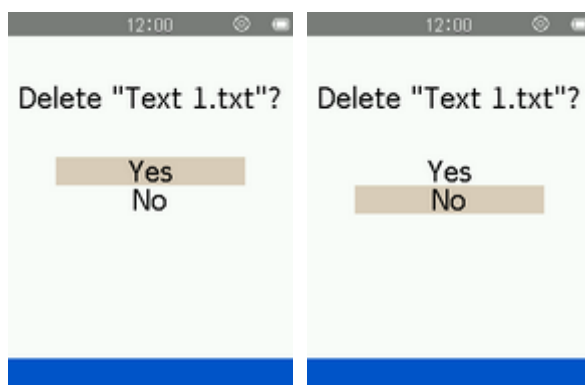 12:00
Delete "Text 1.txt"?
Yes
No
12:00
Delete "Text 1.txt"?
Yes
No